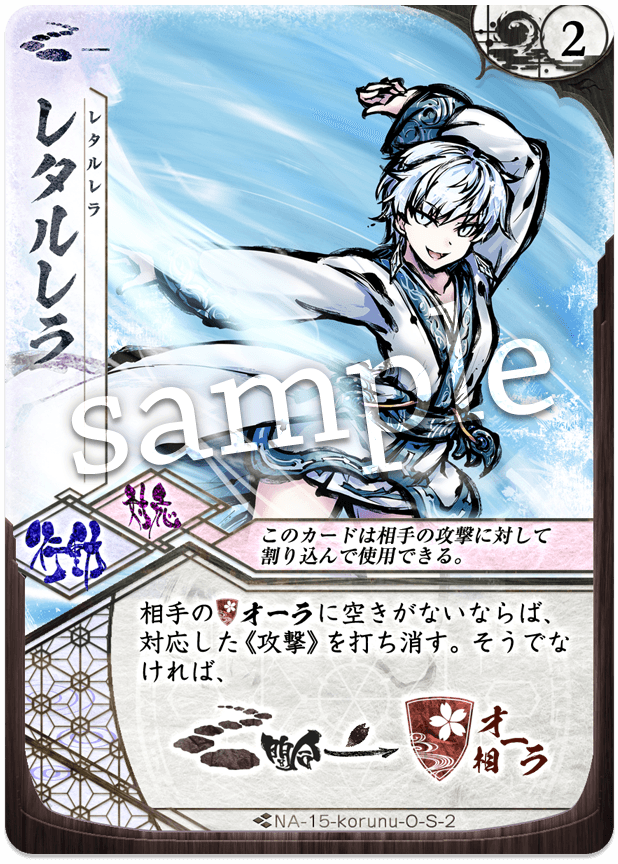 2
レタルレラ
レタルレラ
sample
対応
行動
このカードは相手の攻撃に対して
割り込んで使用できる。
相手のオーラに空きがないならば、
対応した《攻撃》を打ち消す。そうでな
ければ、
間合
相オーラ
NA-15-korunu-O-S-2